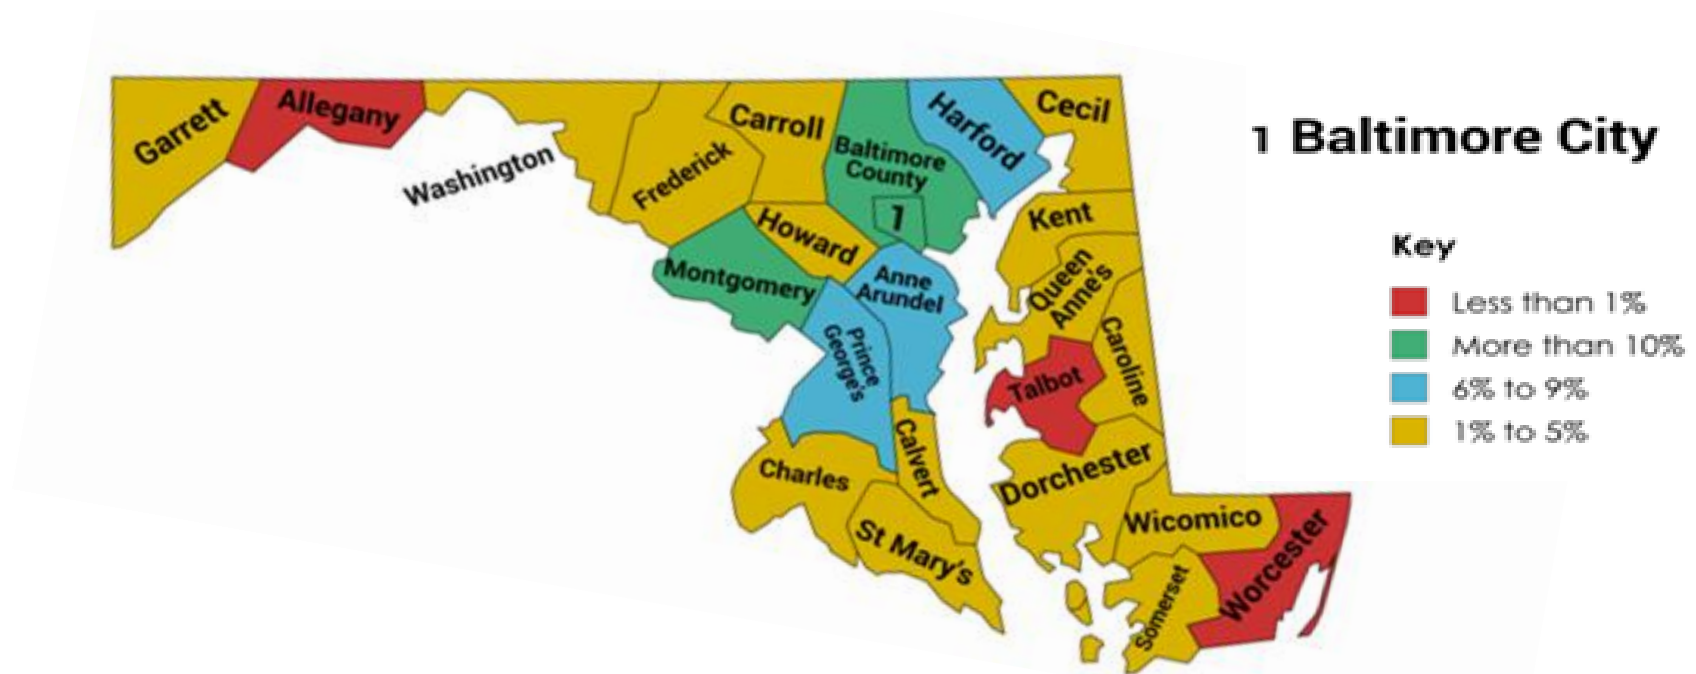 Garrett
Allegany
Washington
Frederick
Carroll
Baltimore
County
1
Harford
Cecil
Kent
Queen
Anne's
Howard
Montgomery
Anne
Arundel
Prince
George's
Caroline
Talbot
Calvert
Charles
St Mary's
Dorchester
Wicomico
Worcester
Somerset
1 Baltimore City
Key
Less than 1%
More than 10%
6% to 9%
1% to 5%